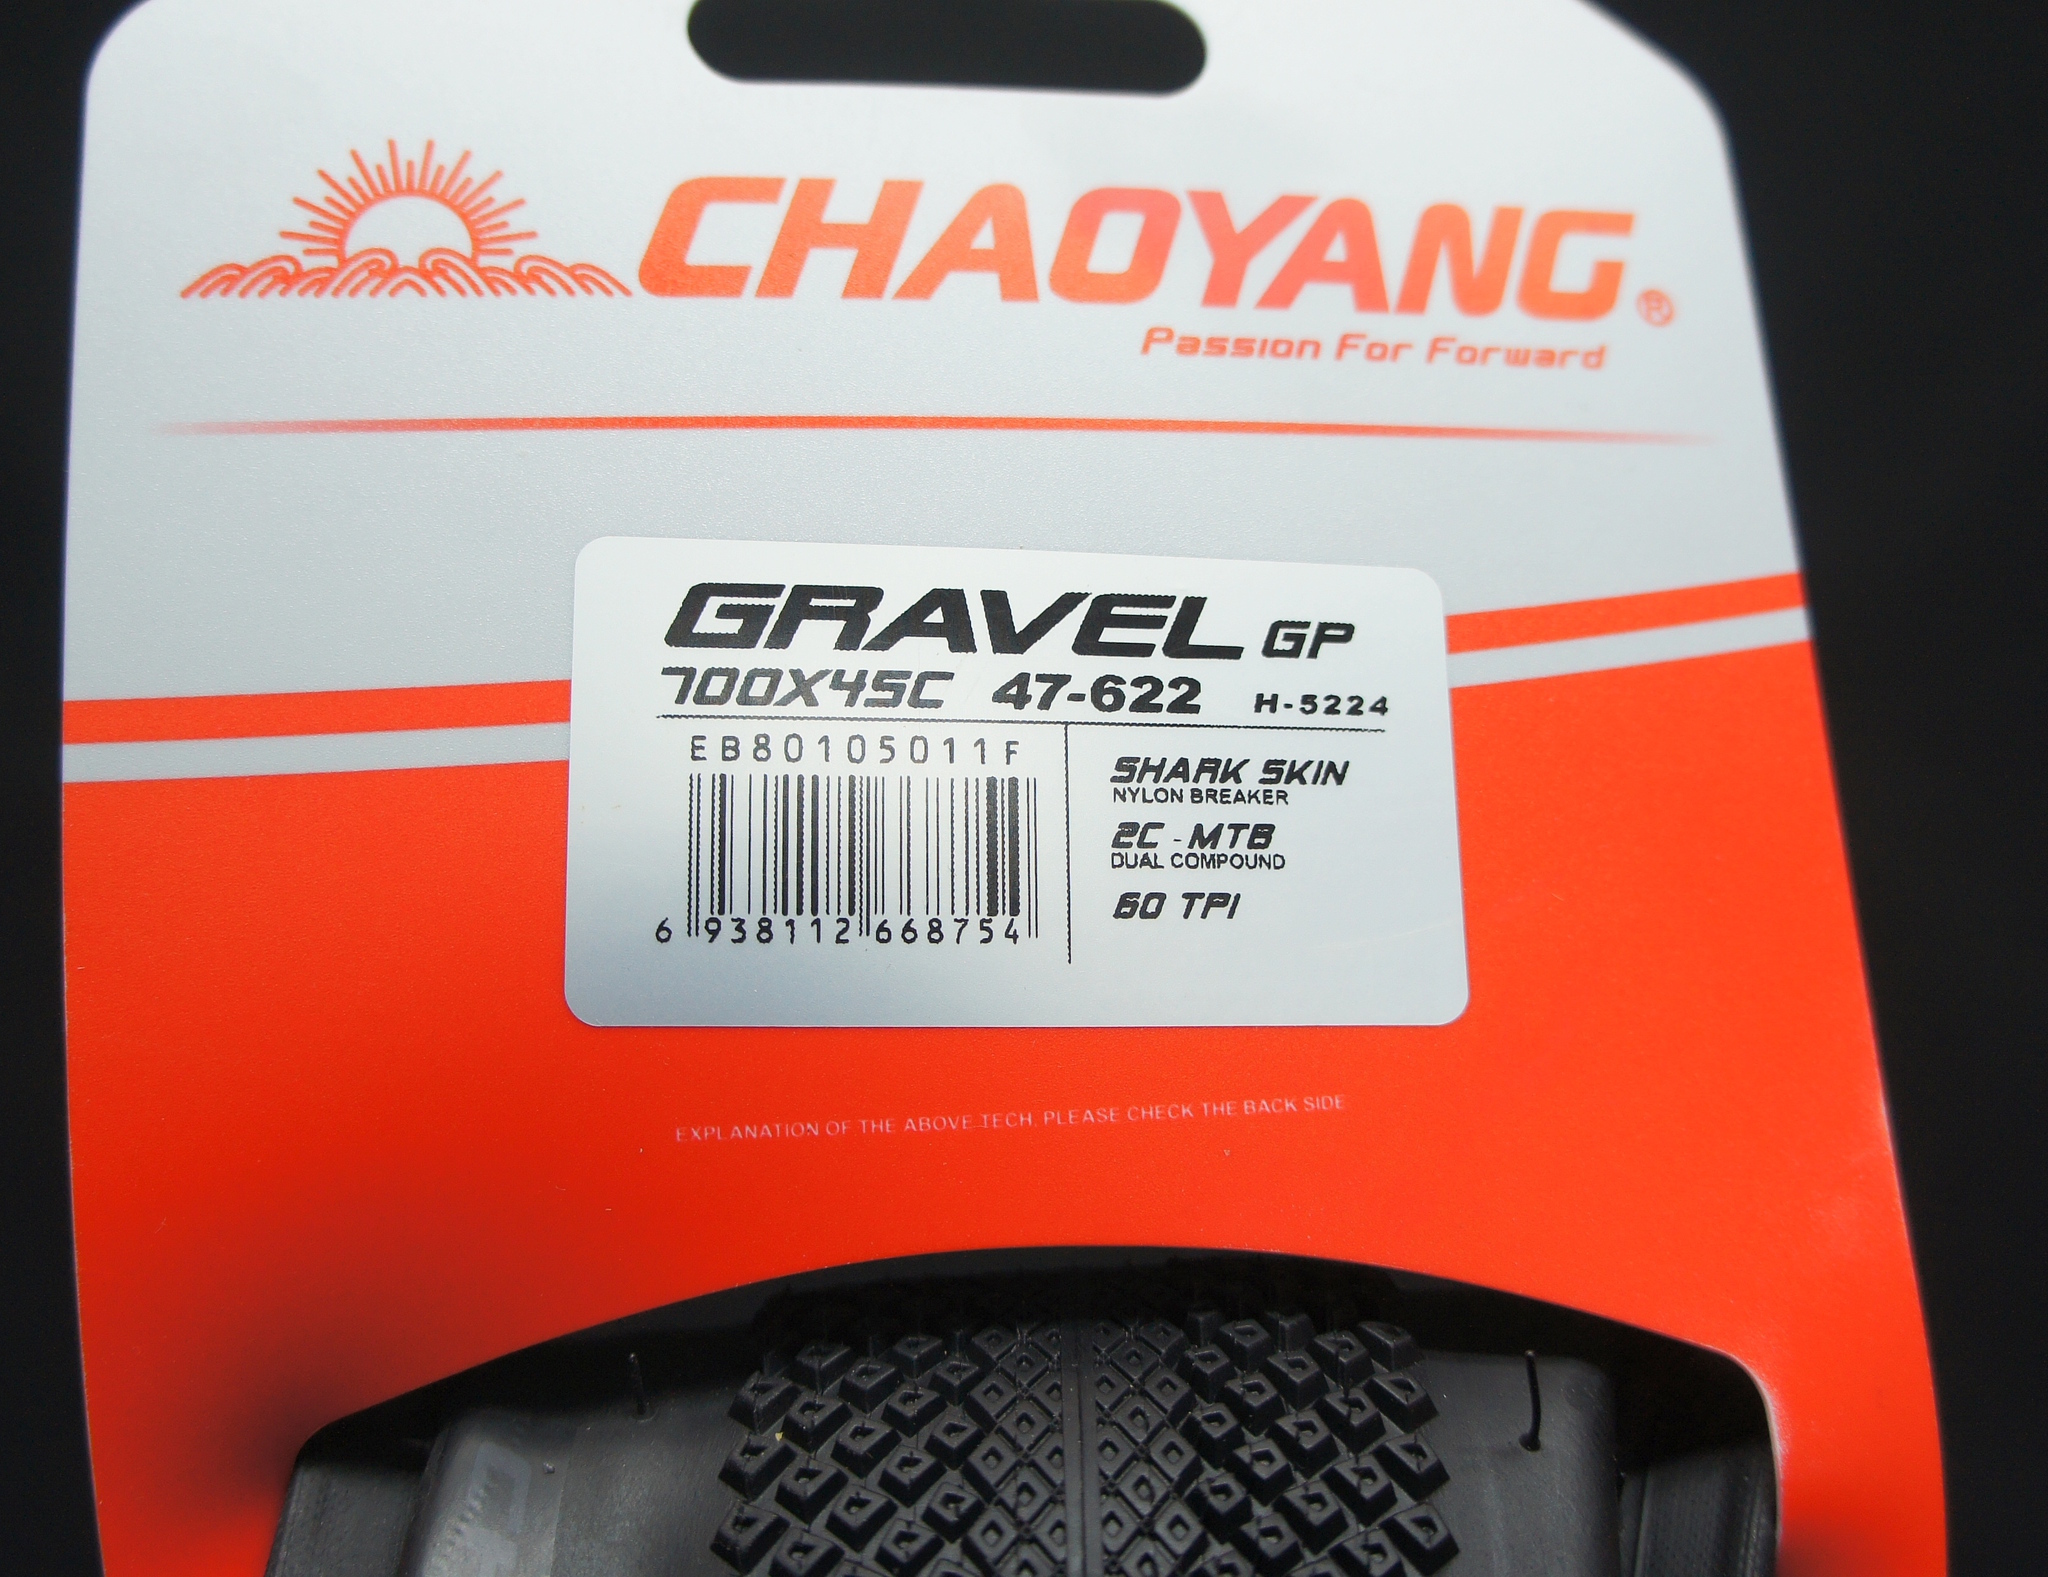 CHAOYANG®
Passion For Forward
GRAVEL GP
700X45C 47-622 H-5224
EB80105011F
6 938112 668754
SHARK SKIN
NYLON BREAKER
2C - MTB
DUAL COMPOUND
60 TPI
EXPLANATION OF THE ABOVE TECH, PLEASE CHECK THE BACK SIDE